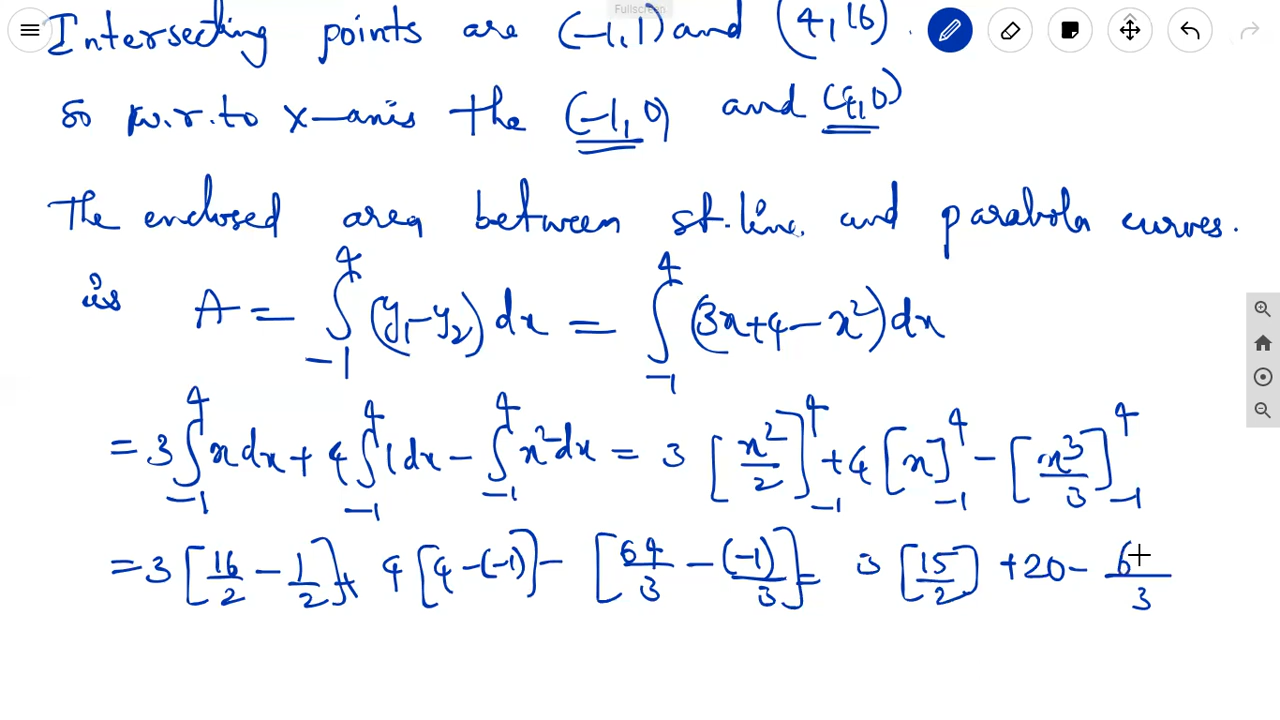 Fullscreen
Intersecting points are (-1,1) and (4,16).
so w.r.to x-axis the (-1,0) and (4,0)
The enclosed area between st.line and parabola curves.
is A = ∫_{-1}^{4} (y₁-y₂) dx = ∫_{-1}^{4} (3x+4-x²) dx
= 3∫_{-1}^{4} x dx + 4∫_{-1}^{4} 1 dx - ∫_{-1}^{4} x² dx = 3 [x²/2]_{-1}^{4} + 4 [x]_{-1}^{4} - [x³/3]_{-1}^{4}
= 3 [16/2 - 1/2] + 4 [4-(-1)] - [64/3 - (-1)/3] = 3 [15/2] + 20 - 6/3